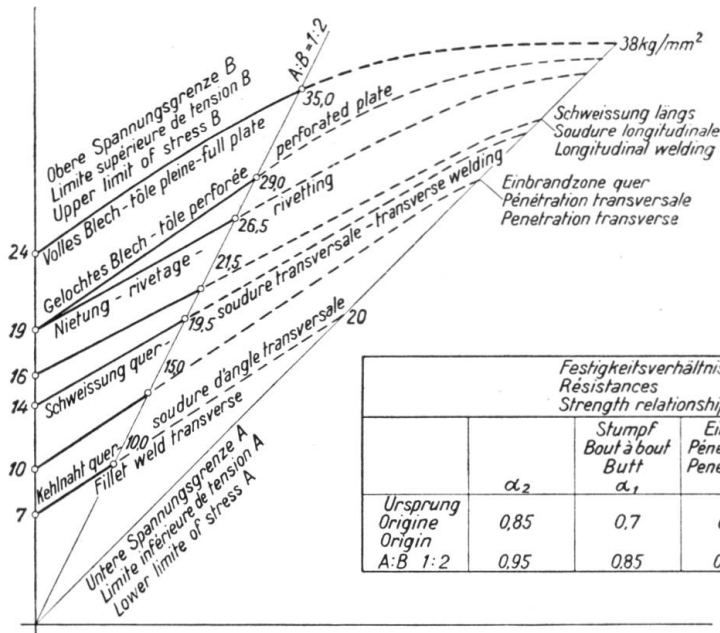 38kg/mm²
A:B=1:2
35,0
Obere Spannungsgrenze B
Limite supérieure de tension B
Upper limit of stress B
Volles Blech-tôle pleine-full plate
24
Schweissung längs
Soudure longitudinale
Longitudinal welding
Gelochtes Blech-tôle perforée perforated plate
29,0
Einbrandzone quer
Pénétration transversale
Penetration transverse
Nietung-rivetage-rivetting
26,5
19
21,5
16
Schweissung quer-soudure transversale-transverse welding
19,5
14
20
15,0
10
Kehlnaht quer-soudure d'angle transversale
Fillet weld transverse
10,0
7
Untere Spannungsgrenze A
Limite inférieure de tension A
Lower limite of stress A
Festigkeitsverhältnis
Résistances
Strength relationship
Stumpf
Bout à bout
Butt
α₂ α₁
Ursprung
Origine 0,85 0,7
Origin
A:B 1:2 0,95 0,85